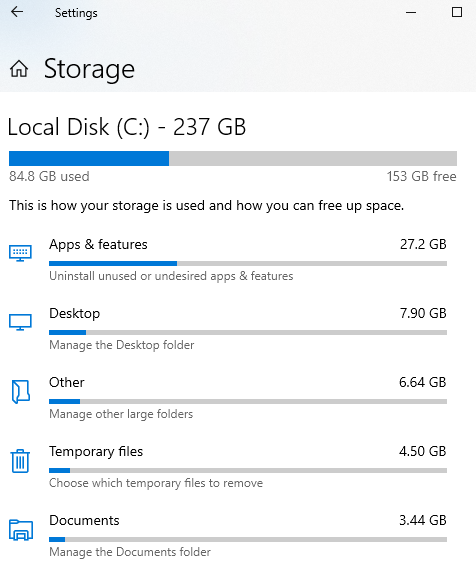 Settings
Storage
Local Disk (C:) - 237 GB
84.8 GB used 153 GB free
This is how your storage is used and how you can free up space.
Apps & features 27.2 GB
Uninstall unused or undesired apps & features
Desktop 7.90 GB
Manage the Desktop folder
Other 6.64 GB
Manage other large folders
Temporary files 4.50 GB
Choose which temporary files to remove
Documents 3.44 GB
Manage the Documents folder